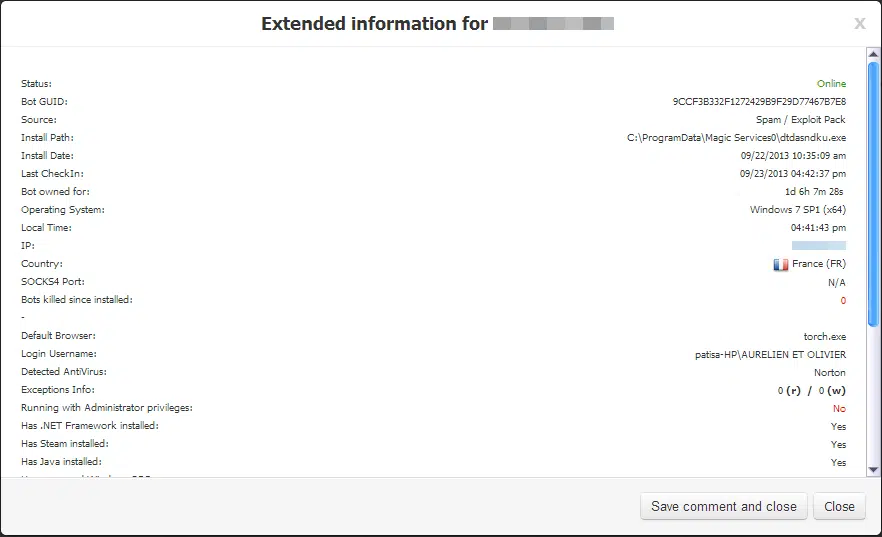 Extended information for
X
Status: Online
Bot GUID: 9CCF3B332F1272429B9F29D77467B7E8
Source: Spam / Exploit Pack
Install Path: C:\ProgramData\Magic Services0\dtdasndku.exe
Install Date: 09/22/2013 10:35:09 am
Last CheckIn: 09/23/2013 04:42:37 pm
Bot owned for: 1d 6h 7m 28s
Operating System: Windows 7 SP1 (x64)
Local Time: 04:41:43 pm
IP:
Country: France (FR)
SOCKS4 Port: N/A
Bots killed since installed: 0
-
Default Browser: torch.exe
Login Username: patisa-HP\AURELIEN ET OLIVIER
Detected AntiVirus: Norton
Exceptions Info: 0 (r) / 0 (w)
Running with Administrator privileges: No
Has .NET Framework installed: Yes
Has Steam installed: Yes
Has Java installed: Yes
Save comment and close Close